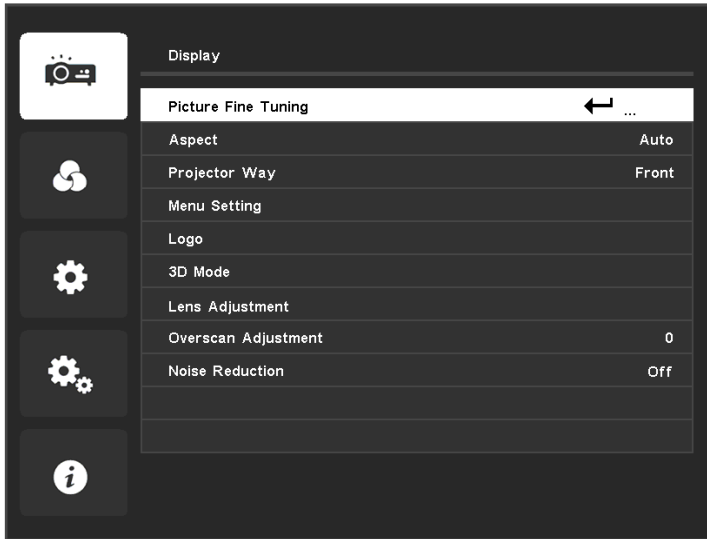 Display
Picture Fine Tuning ...
Aspect Auto
Projector Way Front
Menu Setting
Logo
3D Mode
Lens Adjustment
Overscan Adjustment 0
Noise Reduction Off
i